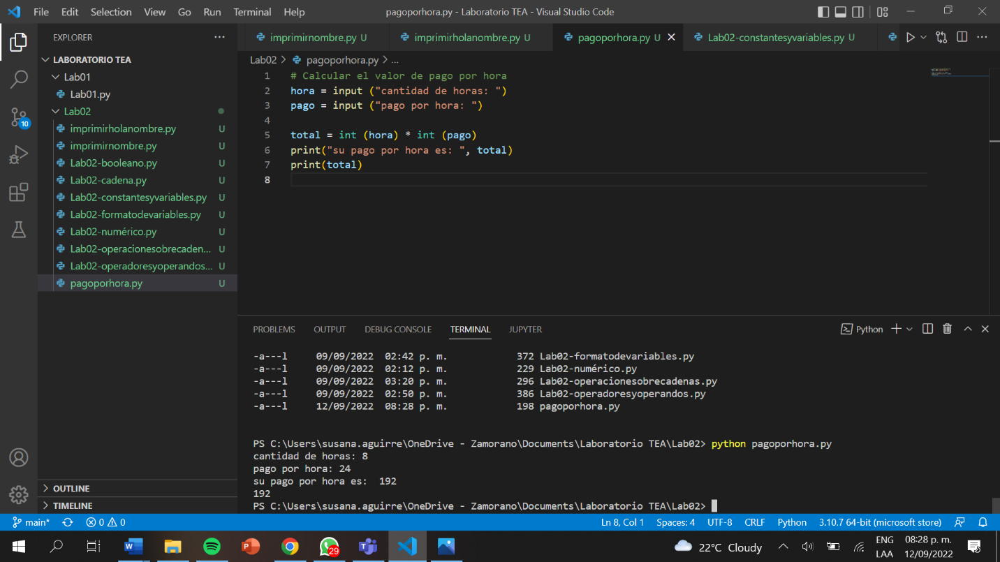 File Edit Selection View Go Run Terminal Help pagoporhora.py - Laboratorio TEA - Visual Studio Code
EXPLORER
imprimirnombre.py U imprimirholanombre.py U pagoporhora.py U Lab02-constantesyvariables.py U
LABORATORIO TEA
Lab01
Lab01.py
Lab02
imprimirholanombre.py U
imprimirnombre.py U
Lab02-booleano.py U
Lab02-cadena.py U
Lab02-constantesyvariables.py U
Lab02-formatodevariables.py U
Lab02-numérico.py U
Lab02-operacionesobrecaden... U
Lab02-operadoresyoperandos... U
pagoporhora.py U
10
OUTLINE
TIMELINE
Lab02 > pagoporhora.py > ...
1 # Calcular el valor de pago por hora
2 hora = input ("cantidad de horas: ")
3 pago = input ("pago por hora: ")
4
5 total = int (hora) * int (pago)
6 print("su pago por hora es: ", total)
7 print(total)
8
PROBLEMS OUTPUT DEBUG CONSOLE TERMINAL JUPYTER Python
-a---l 09/09/2022 02:42 p. m. 372 Lab02-formatodevariables.py
-a---l 09/09/2022 02:12 p. m. 229 Lab02-numérico.py
-a---l 09/09/2022 03:20 p. m. 296 Lab02-operacionesobrecadenas.py
-a---l 09/09/2022 02:50 p. m. 386 Lab02-operadoresyoperandos.py
-a---l 12/09/2022 08:28 p. m. 198 pagoporhora.py
PS C:\Users\susana.aguirre\OneDrive - Zamorano\Documents\Laboratorio TEA\Lab02> python pagoporhora.py
cantidad de horas: 8
pago por hora: 24
su pago por hora es:  192
192
PS C:\Users\susana.aguirre\OneDrive - Zamorano\Documents\Laboratorio TEA\Lab02>
main* 0 0 Ln 8, Col 1 Spaces: 4 UTF-8 CRLF Python 3.10.7 64-bit (microsoft store)
29 22°C Cloudy ENG 08:28 p. m.
LAA 12/09/2022